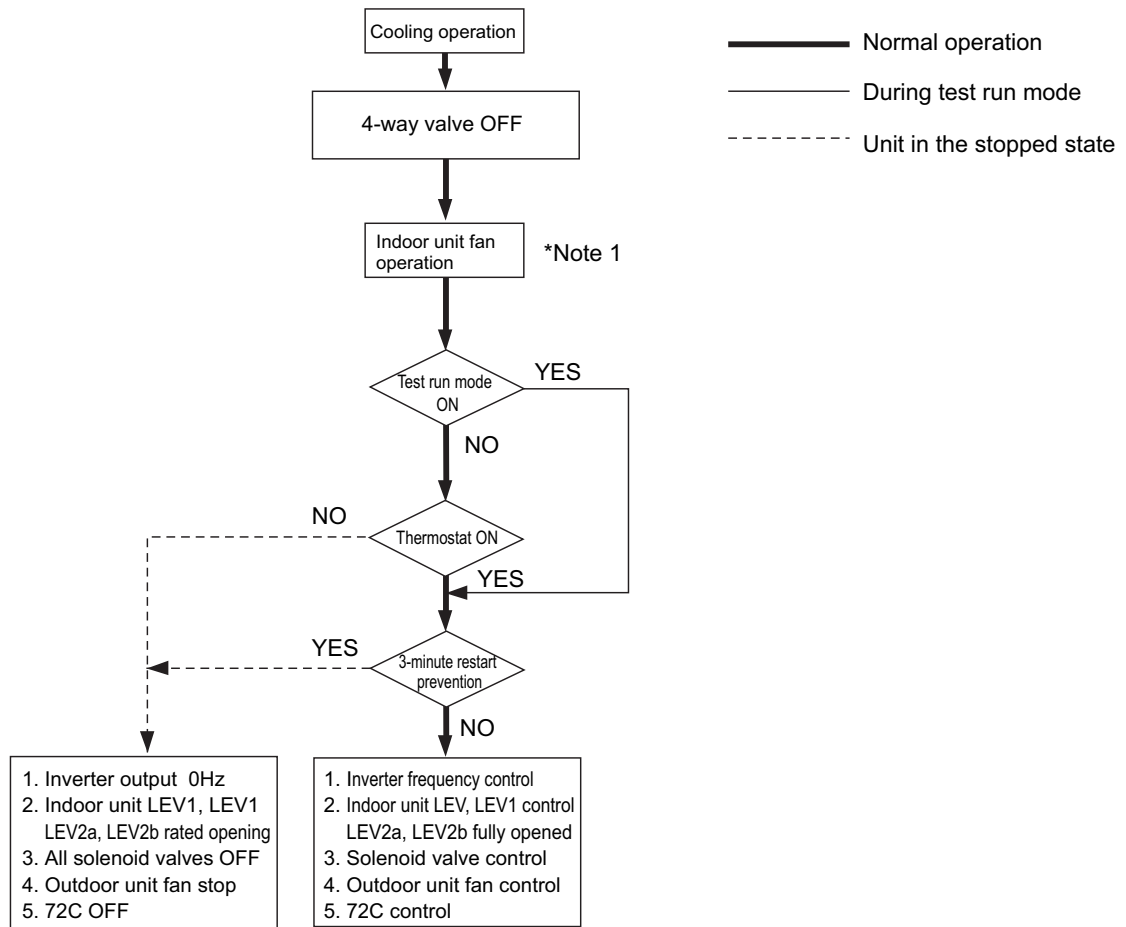 Cooling operation
Normal operation
During test run mode
Unit in the stopped state
4-way valve OFF
Indoor unit fan
operation
*Note 1
Test run mode
ON
YES
NO
NO
Thermostat ON
YES
YES
3-minute restart
prevention
NO
1. Inverter output 0Hz
2. Indoor unit LEV1, LEV1
LEV2a, LEV2b rated opening
3. All solenoid valves OFF
4. Outdoor unit fan stop
5. 72C OFF
1. Inverter frequency control
2. Indoor unit LEV, LEV1 control
LEV2a, LEV2b fully opened
3. Solenoid valve control
4. Outdoor unit fan control
5. 72C control